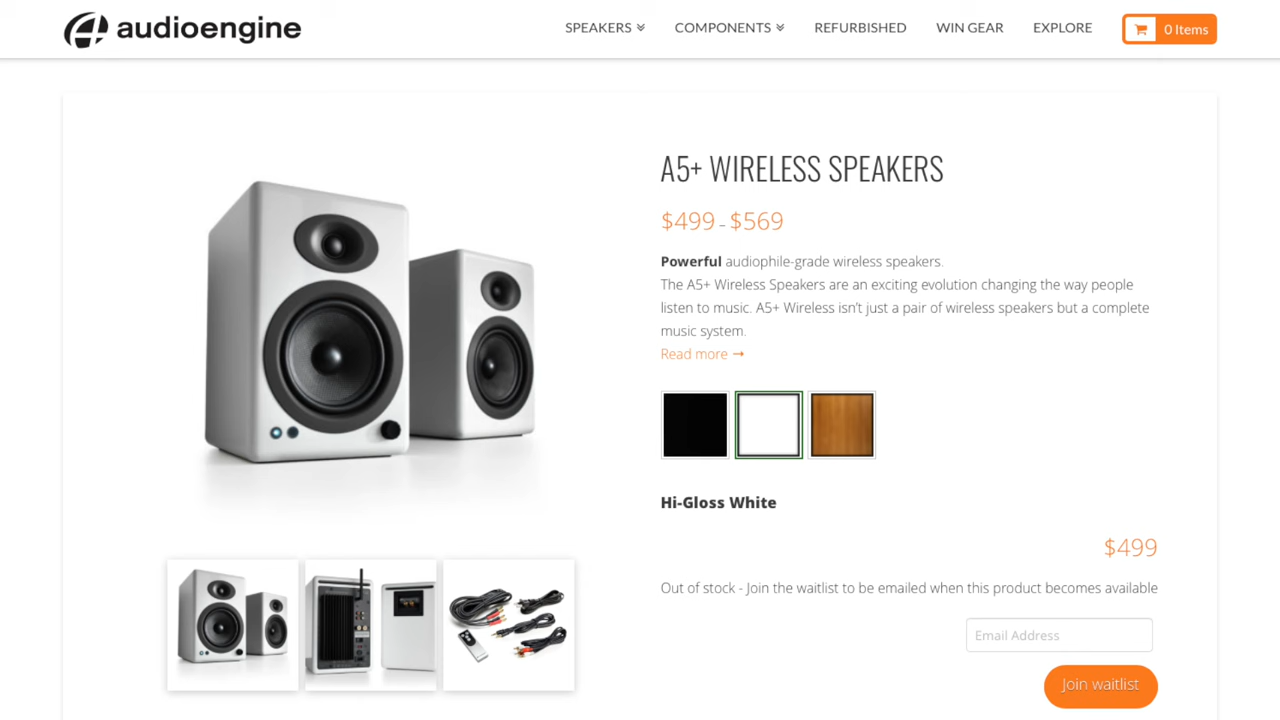 audioengine
SPEAKERS
COMPONENTS
REFURBISHED
WIN GEAR
EXPLORE
0 Items
A5+ WIRELESS SPEAKERS
$499 – $569
Powerful audiophile-grade wireless speakers.
The A5+ Wireless Speakers are an exciting evolution changing the way people
listen to music. A5+ Wireless isn’t just a pair of wireless speakers but a complete
music system.
Read more →
Hi-Gloss White
$499
Out of stock - Join the waitlist to be emailed when this product becomes available
Email Address
Join waitlist